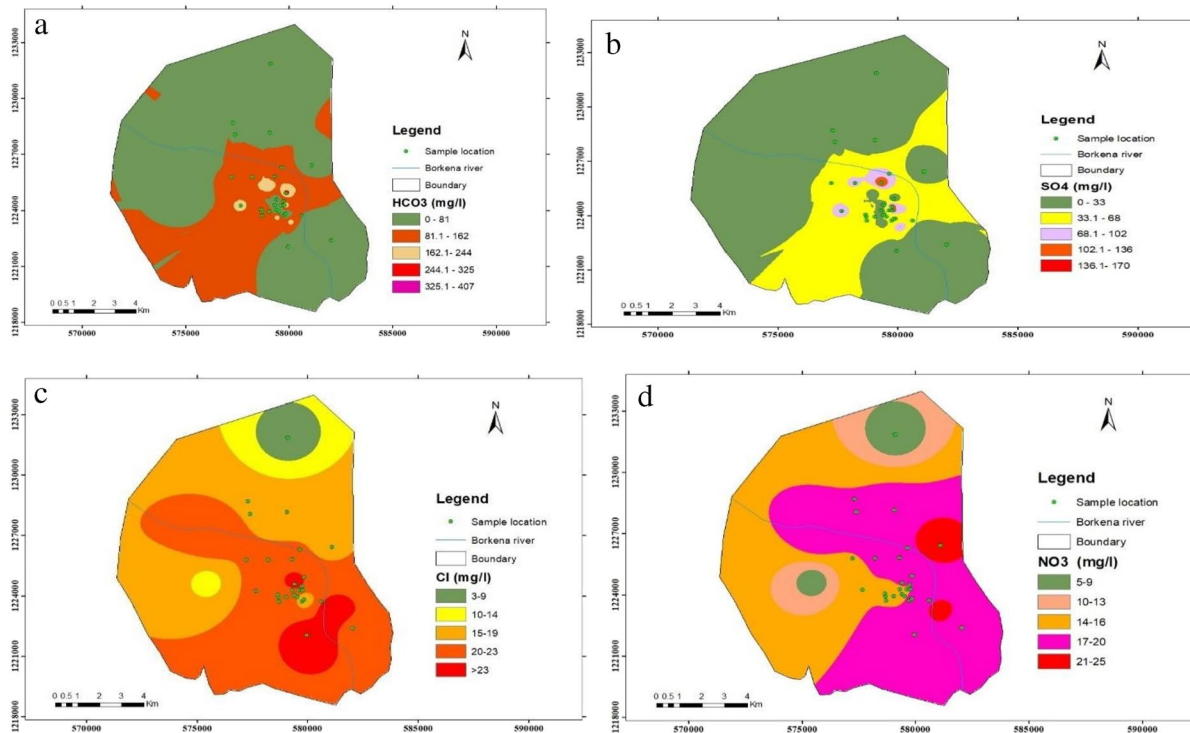 a
N
1233000
1230000
1227000
1224000
1221000
1218000
Legend
Sample location
Borkena river
Boundary
HCO3 (mg/l)
0 - 81
81.1 - 162
162.1 - 244
244.1 - 325
325.1 - 407
0 0.5 1 2 3 4
Km
570000 575000 580000 585000 590000
b
N
1233000
1230000
1227000
1224000
1221000
1218000
Legend
Sample location
Borkena river
Boundary
SO4 (mg/l)
0 - 33
33.1 - 68
68.1 - 102
102.1 - 136
136.1 - 170
0 0.5 1 2 3 4
Km
570000 575000 580000 585000 590000
c
N
1233000
1230000
1227000
1224000
1221000
1218000
Legend
Sample location
Borkena river
Boundary
Cl (mg/l)
3-9
10-14
15-19
20-23
>23
0 0.5 1 2 3 4
Km
570000 575000 580000 585000 590000
d
N
1233000
1230000
1227000
1224000
1221000
1218000
Legend
Sample location
Borkena river
Boundary
NO3 (mg/l)
5-9
10-13
14-16
17-20
21-25
0 0.5 1 2 3 4
Km
570000 575000 580000 585000 590000